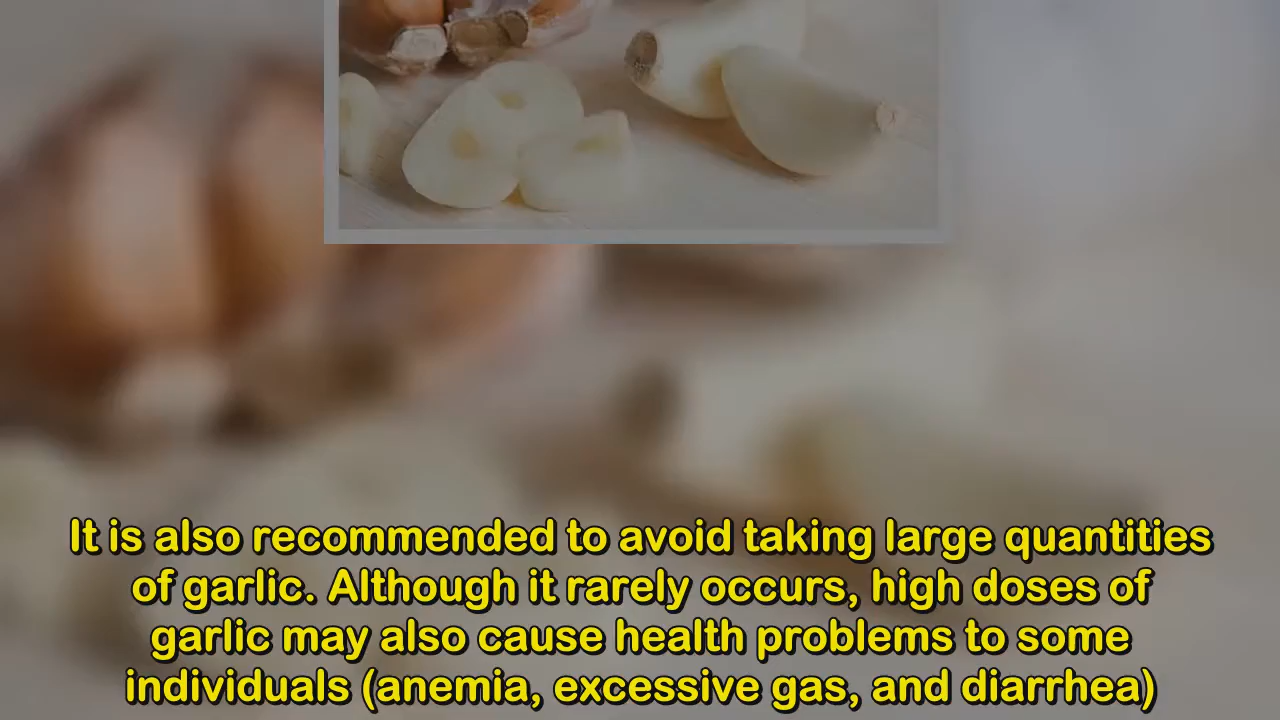 It is also recommended to avoid taking large quantities
of garlic. Although it rarely occurs, high doses of
garlic may also cause health problems to some
individuals (anemia, excessive gas, and diarrhea)